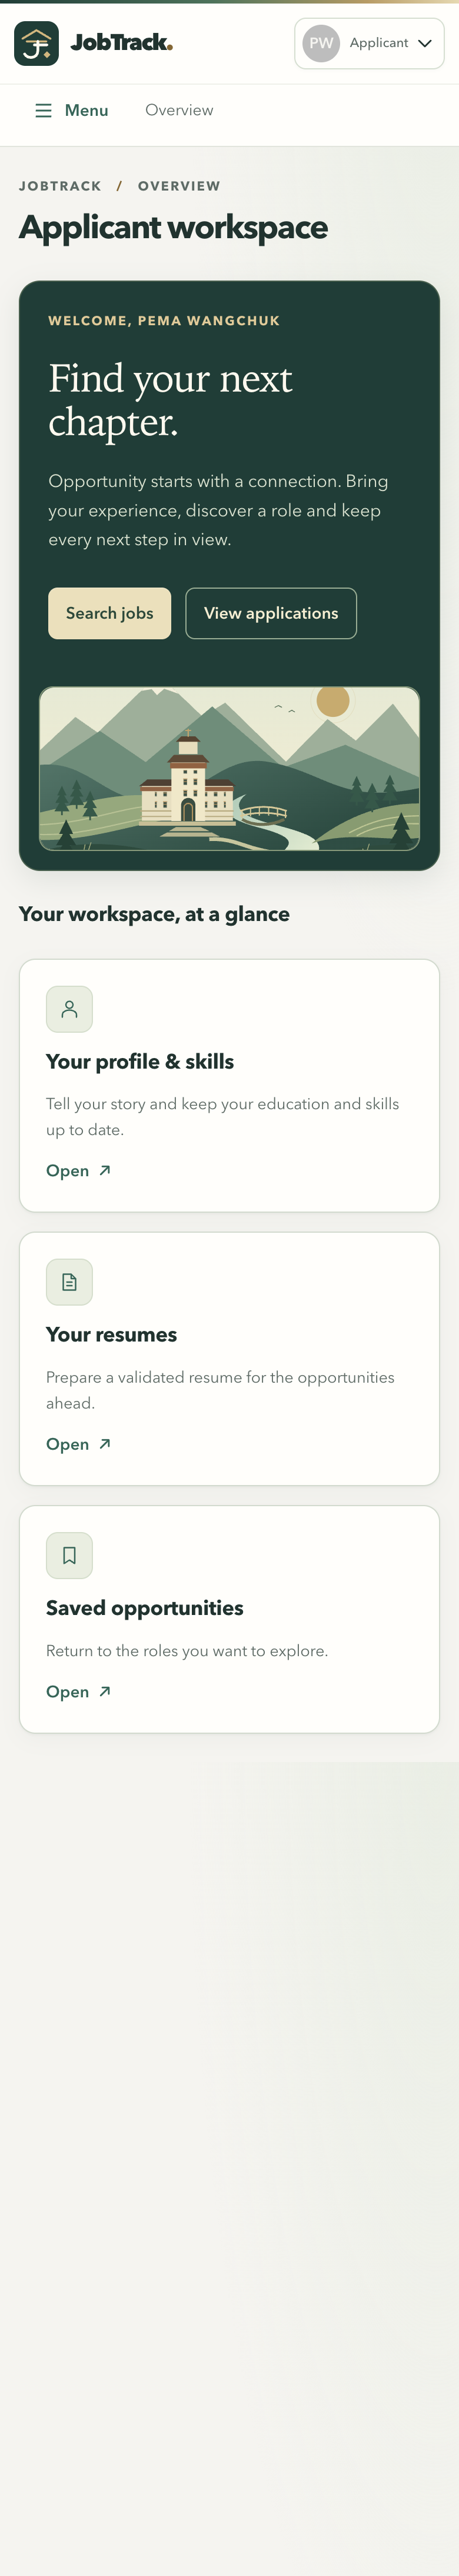 JobTrack.
PW Applicant
Menu Overview
JOBTRACK / OVERVIEW
Applicant workspace
WELCOME, PEMA WANGCHUK
Find your next
chapter.
Opportunity starts with a connection. Bring
your experience, discover a role and keep
every next step in view.
Search jobs View applications
Your workspace, at a glance
Your profile & skills
Tell your story and keep your education and skills
up to date.
Open
Your resumes
Prepare a validated resume for the opportunities
ahead.
Open
Saved opportunities
Return to the roles you want to explore.
Open